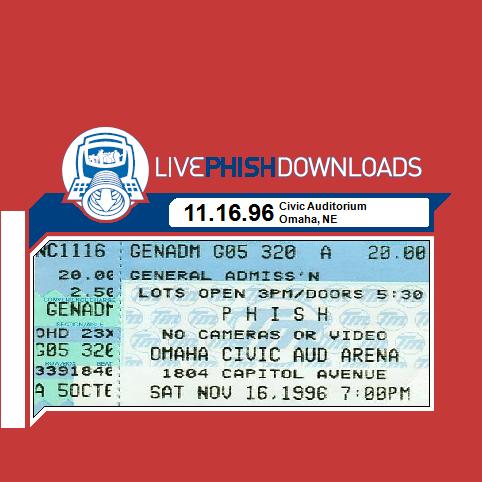 LIVEPHISHDOWNLOADS
11.16.96 Civic Auditorium
Omaha, NE
NC1116 GENADM G05 320 A 20.00
20.00 GENERAL ADMISS'N
2.50 LOTS OPEN 3PM/DOORS 5:30
GENADM P H I S H
OHD 23X NO CAMERAS OR VIDEO
G05 320 OMAHA CIVIC AUD ARENA
3391840 1804 CAPITOL AVENUE
A 5OCTE SAT NOV 16,1996 7:00PM